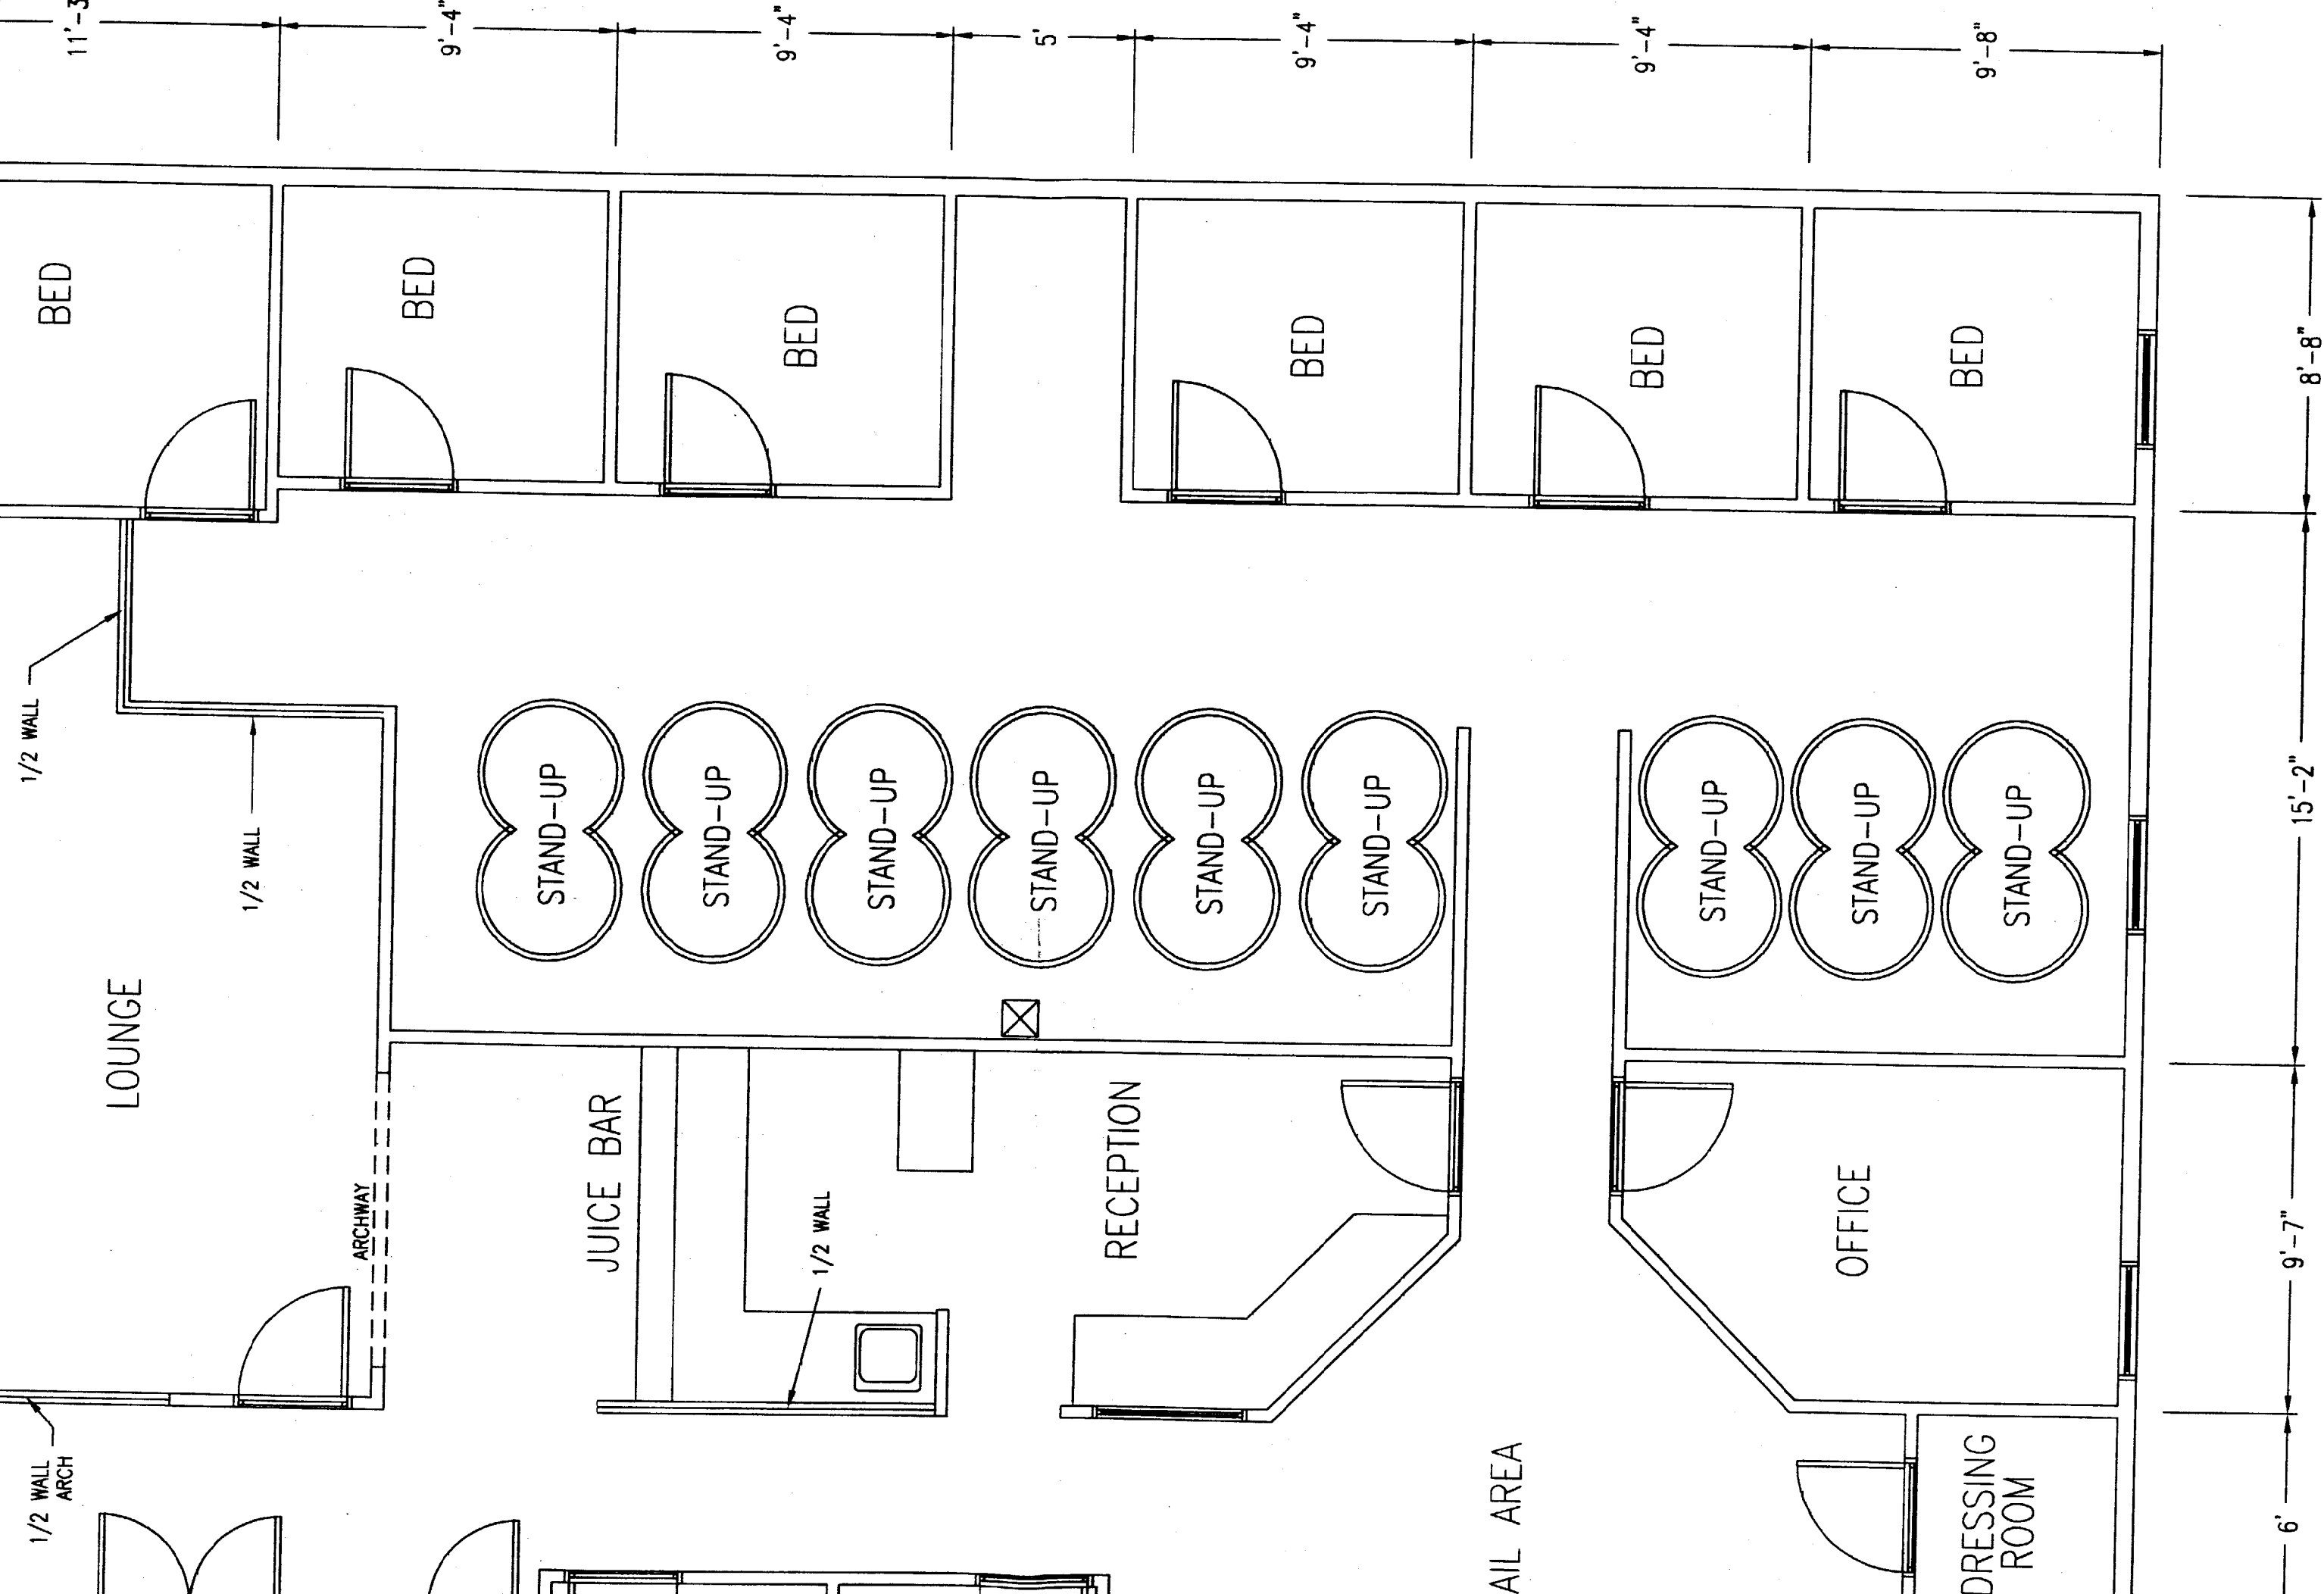 11'-3
9'-4"
9'-4"
5'
9'-4"
9'-4"
9'-8"
BED
BED
BED
BED
BED
BED
8'-8"
1/2 WALL
1/2 WALL
STAND-UP
STAND-UP
STAND-UP
STAND-UP
STAND-UP
STAND-UP
STAND-UP
STAND-UP
STAND-UP
15'-2"
LOUNGE
ARCHWAY
JUICE BAR
1/2 WALL
RECEPTION
OFFICE
9'-7"
1/2 WALL
ARCH
AIL AREA
DRESSING
ROOM
6'